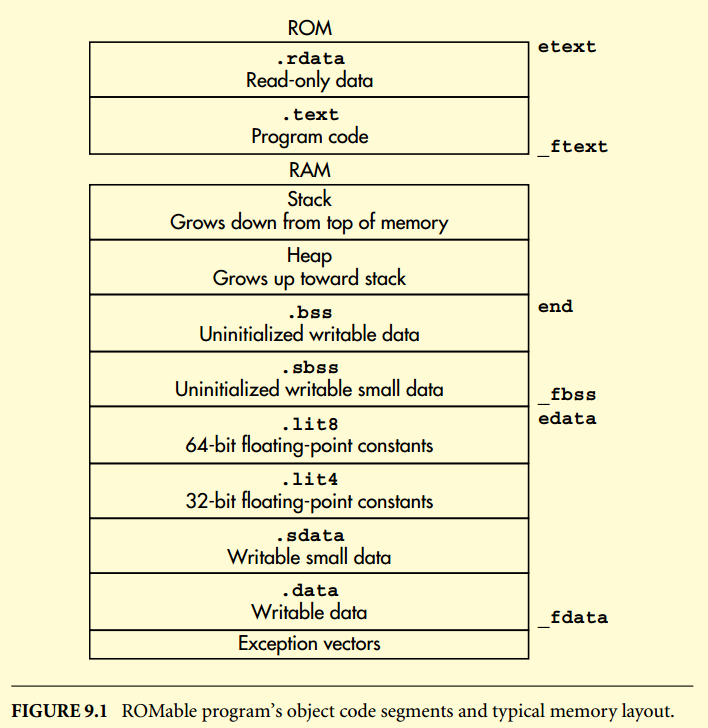 ROM
.rdata
Read-only data
etext
.text
Program code
_ftext
RAM
Stack
Grows down from top of memory
Heap
Grows up toward stack
.bss
Uninitialized writable data
end
.sbss
Uninitialized writable small data
_fbss
edata
.lit8
64-bit floating-point constants
.lit4
32-bit floating-point constants
.sdata
Writable small data
.data
Writable data
_fdata
Exception vectors
FIGURE 9.1 ROMable program’s object code segments and typical memory layout.